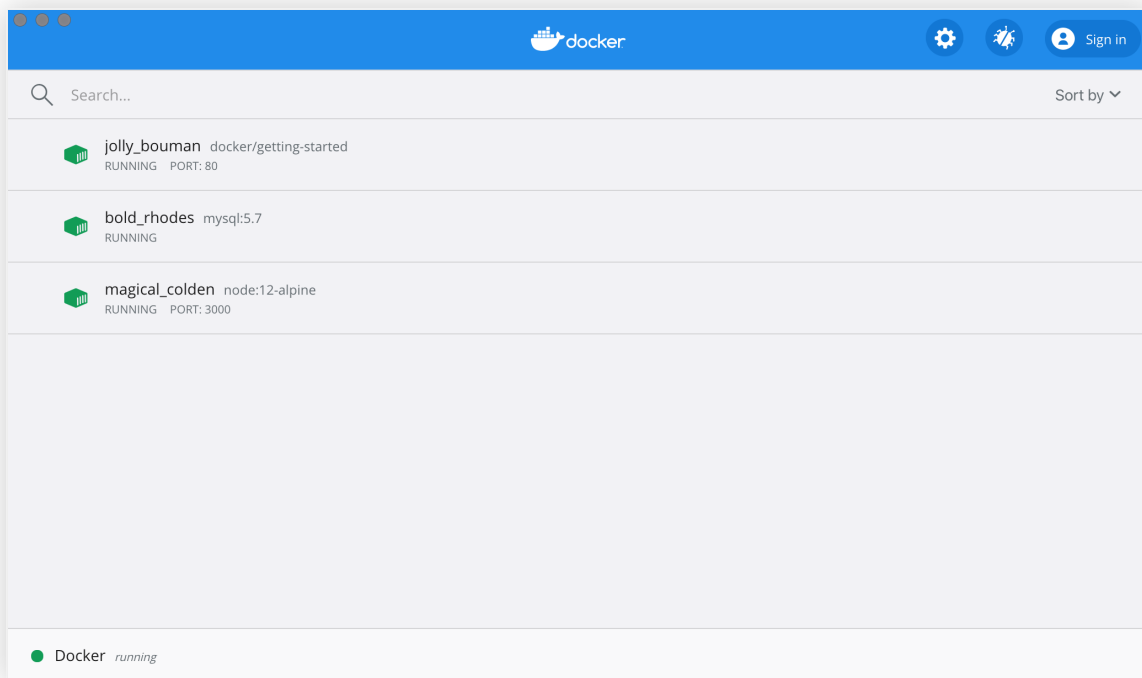 docker
Sign in
Search...
Sort by
jolly_bouman docker/getting-started
RUNNING PORT: 80
bold_rhodes mysql:5.7
RUNNING
magical_colden node:12-alpine
RUNNING PORT: 3000
Docker running